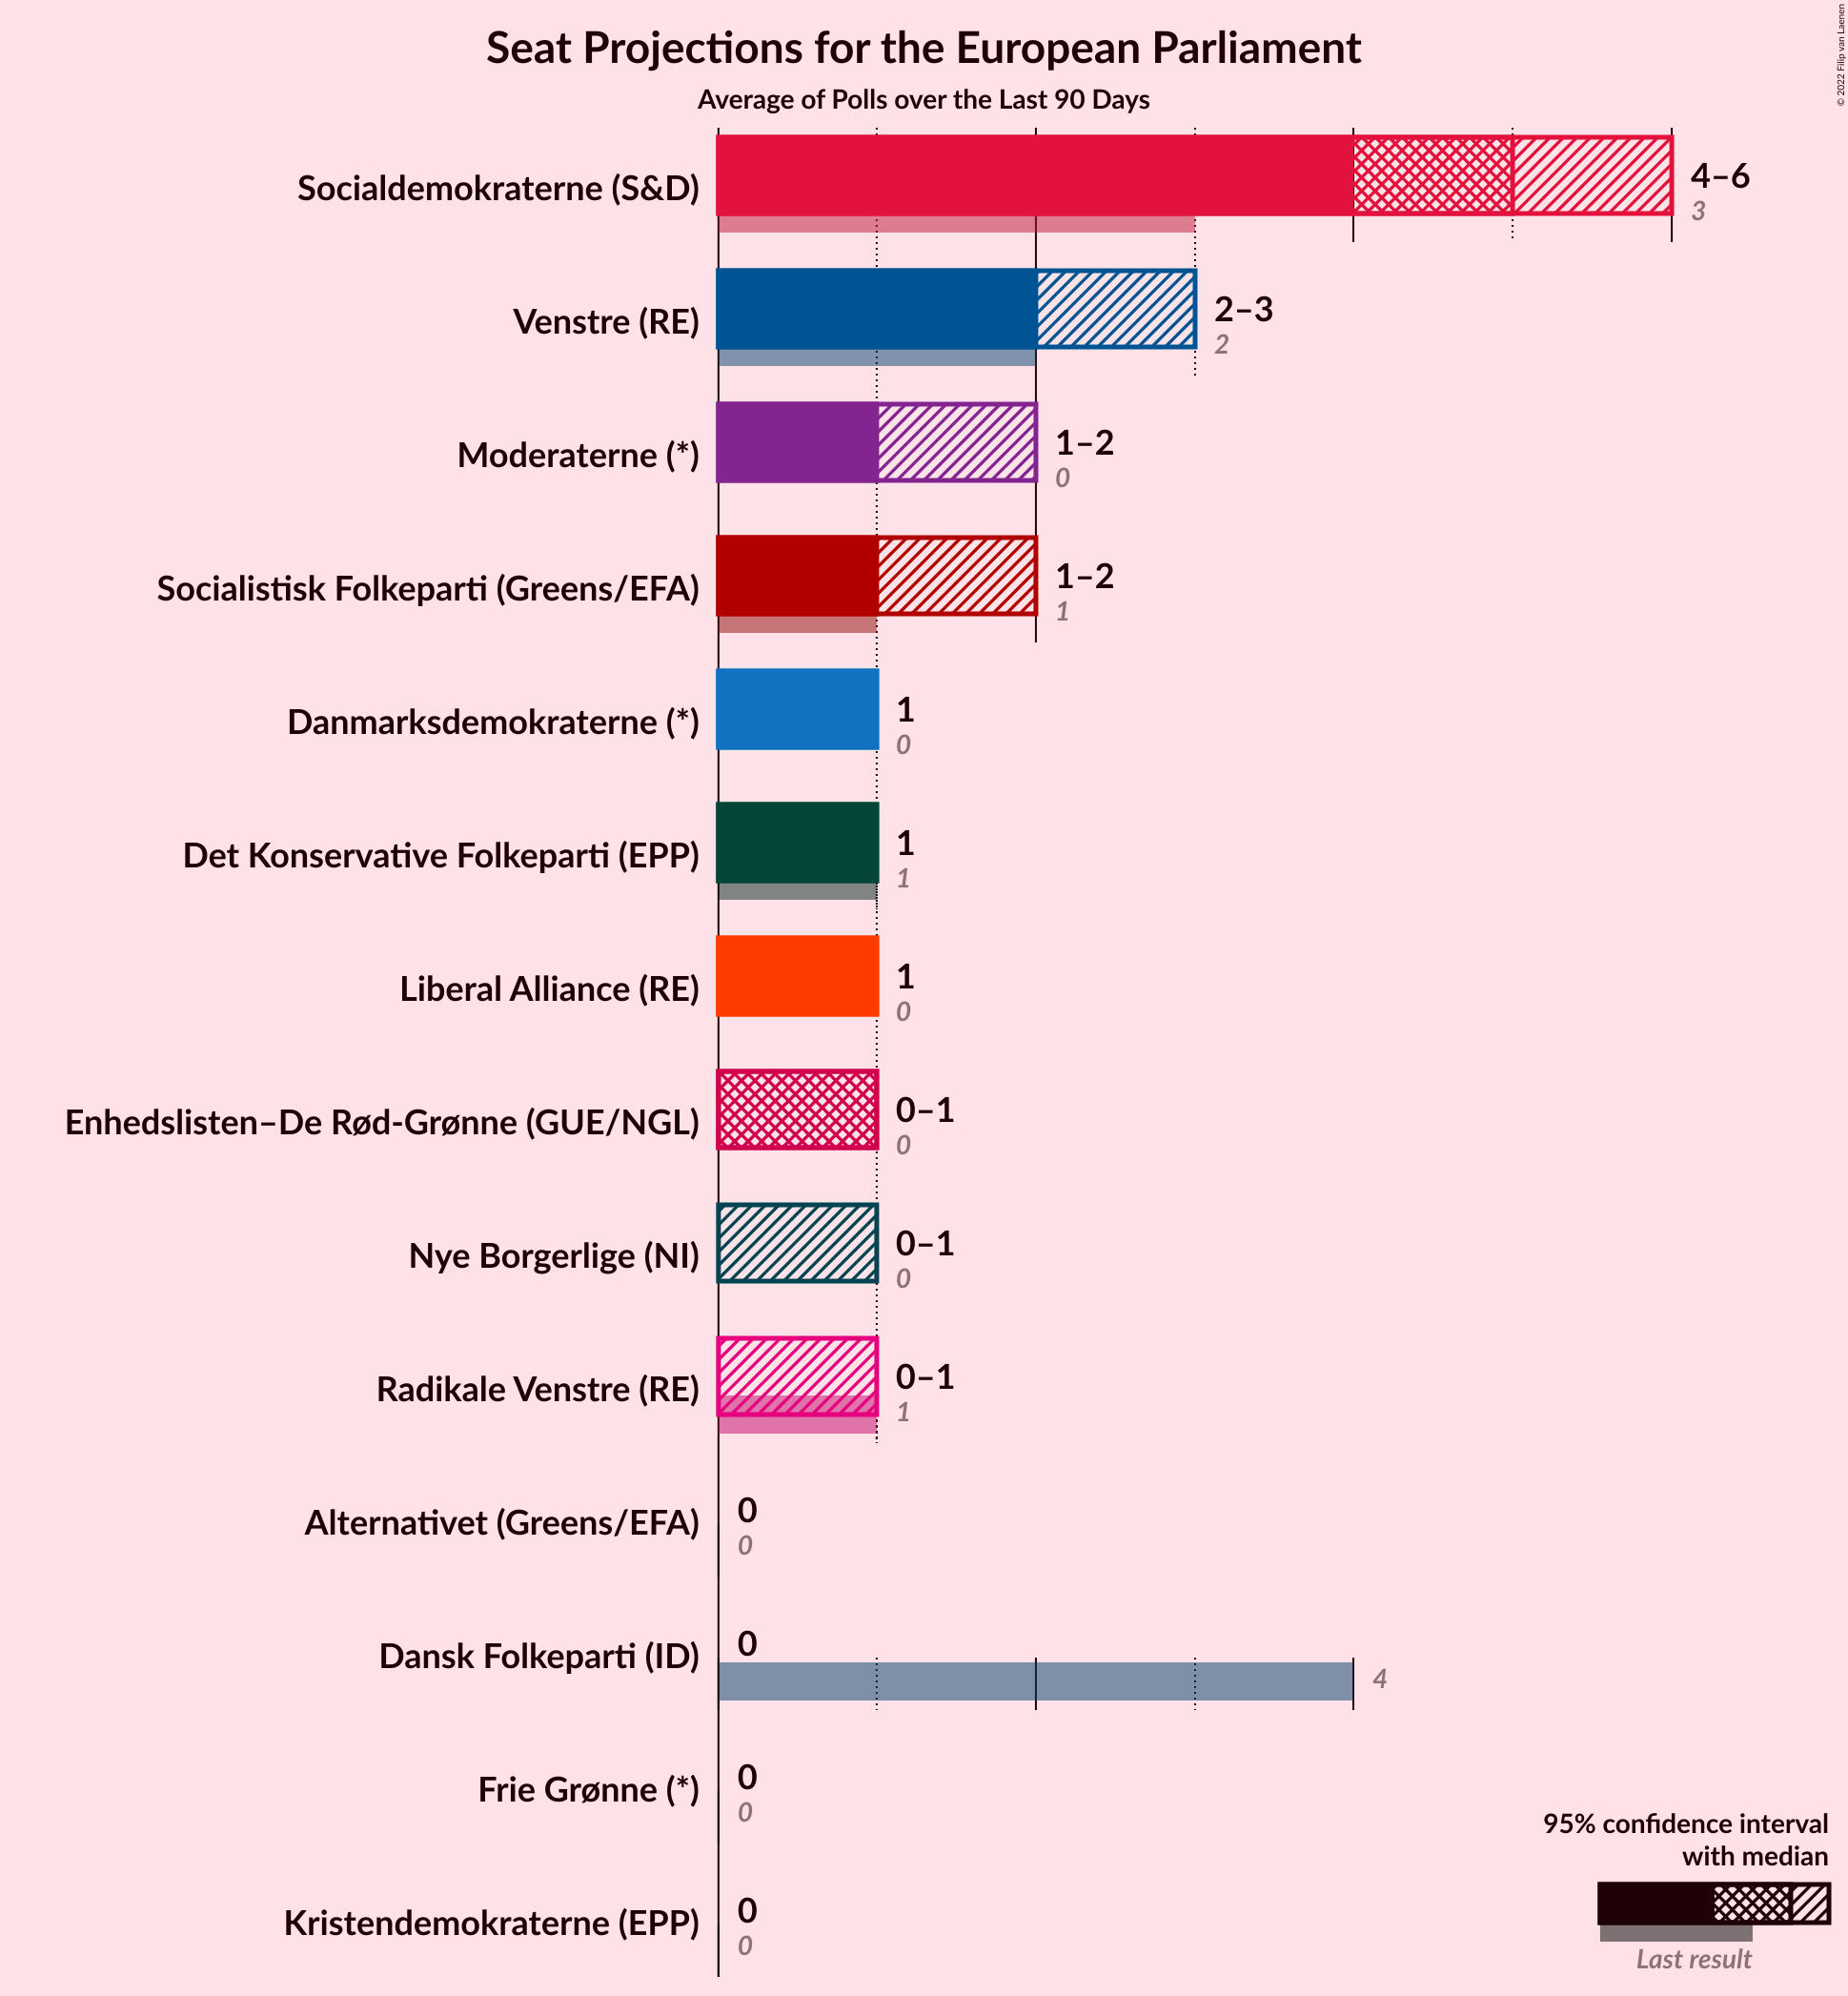 Seat Projections for the European Parliament
Average of Polls over the Last 90 Days
© 2022 Filip van Laenen
Socialdemokraterne (S&D)
4–6
3
Venstre (RE)
2–3
2
Moderaterne (*)
1–2
0
Socialistisk Folkeparti (Greens/EFA)
1–2
1
Danmarksdemokraterne (*)
1
0
Det Konservative Folkeparti (EPP)
1
1
Liberal Alliance (RE)
1
0
Enhedslisten–De Rød-Grønne (GUE/NGL)
0–1
0
Nye Borgerlige (NI)
0–1
0
Radikale Venstre (RE)
0–1
1
Alternativet (Greens/EFA)
0
0
Dansk Folkeparti (ID)
0
4
Frie Grønne (*)
0
0
Kristendemokraterne (EPP)
0
0
95% confidence interval
with median
Last result